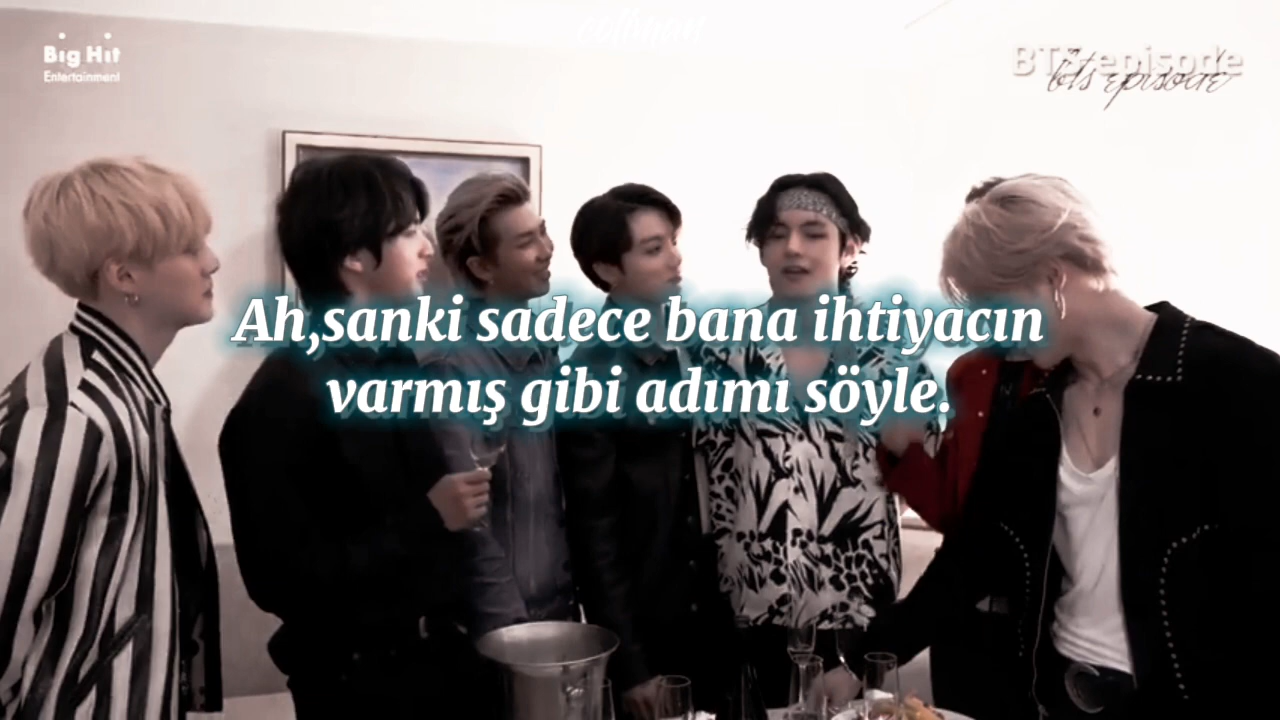 Big Hit
Entertainment
BTS episode
bts episode
Ah,sanki sadece bana ihtiyacın
varmış gibi adımı söyle.